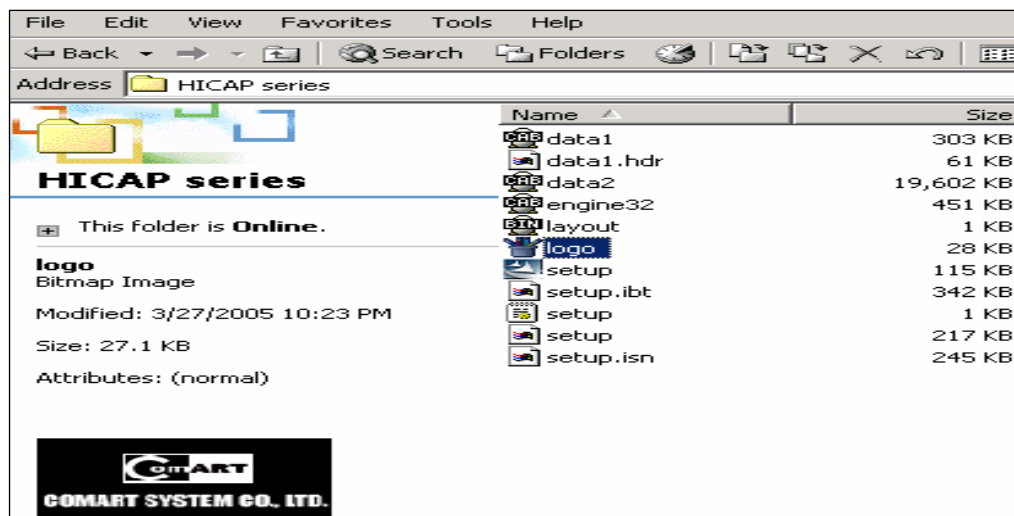 File Edit View Favorites Tools Help
Back Search Folders
Address HICAP series
HICAP series
This folder is Online.
logo
Bitmap Image
Modified: 3/27/2005 10:23 PM
Size: 27.1 KB
Attributes: (normal)
ComART
COMART SYSTEM CO., LTD.
Name Size
CAB data1 303 KB
data1.hdr 61 KB
CAB data2 19,602 KB
CAB engine32 451 KB
BIN layout 1 KB
logo 28 KB
setup 115 KB
setup.ibt 342 KB
setup 1 KB
setup 217 KB
setup.isn 245 KB